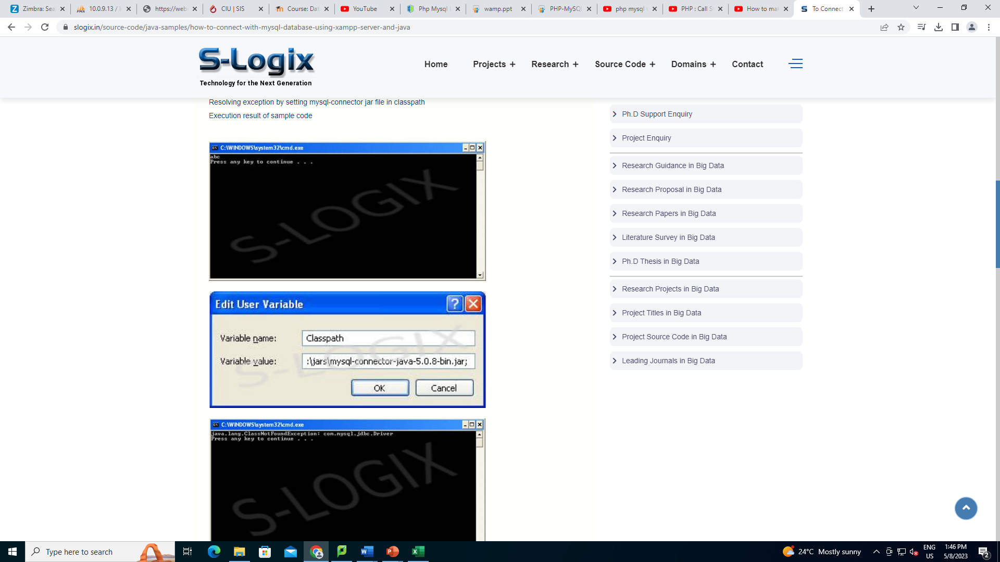 Zimbra: Sea
10.0.9.13 / l
https://web
CIU | SIS
Course: Dat
YouTube
Php Mysql
wamp.ppt
PHP-MySQ
php mysql
PHP : Call S
How to ma
To Connect
slogix.in/source-code/java-samples/how-to-connect-with-mysql-database-using-xampp-server-and-java
S-Logix
Technology for the Next Generation
Home
Projects +
Research +
Source Code +
Domains +
Contact
Resolving exception by setting mysql-connector jar file in classpath
Execution result of sample code
C:\WINDOWS\system32\cmd.exe
abc
Press any key to continue . . .
S-LOGIX
Edit User Variable
Variable name:
Classpath
Variable value:
:\jars\mysql-connector-java-5.0.8-bin.jar;
OK
Cancel
S-LOGIX
C:\WINDOWS\system32\cmd.exe
java.lang.ClassNotFoundException: com.mysql.jdbc.Driver
Press any key to continue . . .
S-LOGIX
Ph.D Support Enquiry
Project Enquiry
Research Guidance in Big Data
Research Proposal in Big Data
Research Papers in Big Data
Literature Survey in Big Data
Ph.D Thesis in Big Data
Research Projects in Big Data
Project Titles in Big Data
Project Source Code in Big Data
Leading Journals in Big Data
Type here to search
24°C Mostly sunny
ENG
US
1:46 PM
5/8/2023
2